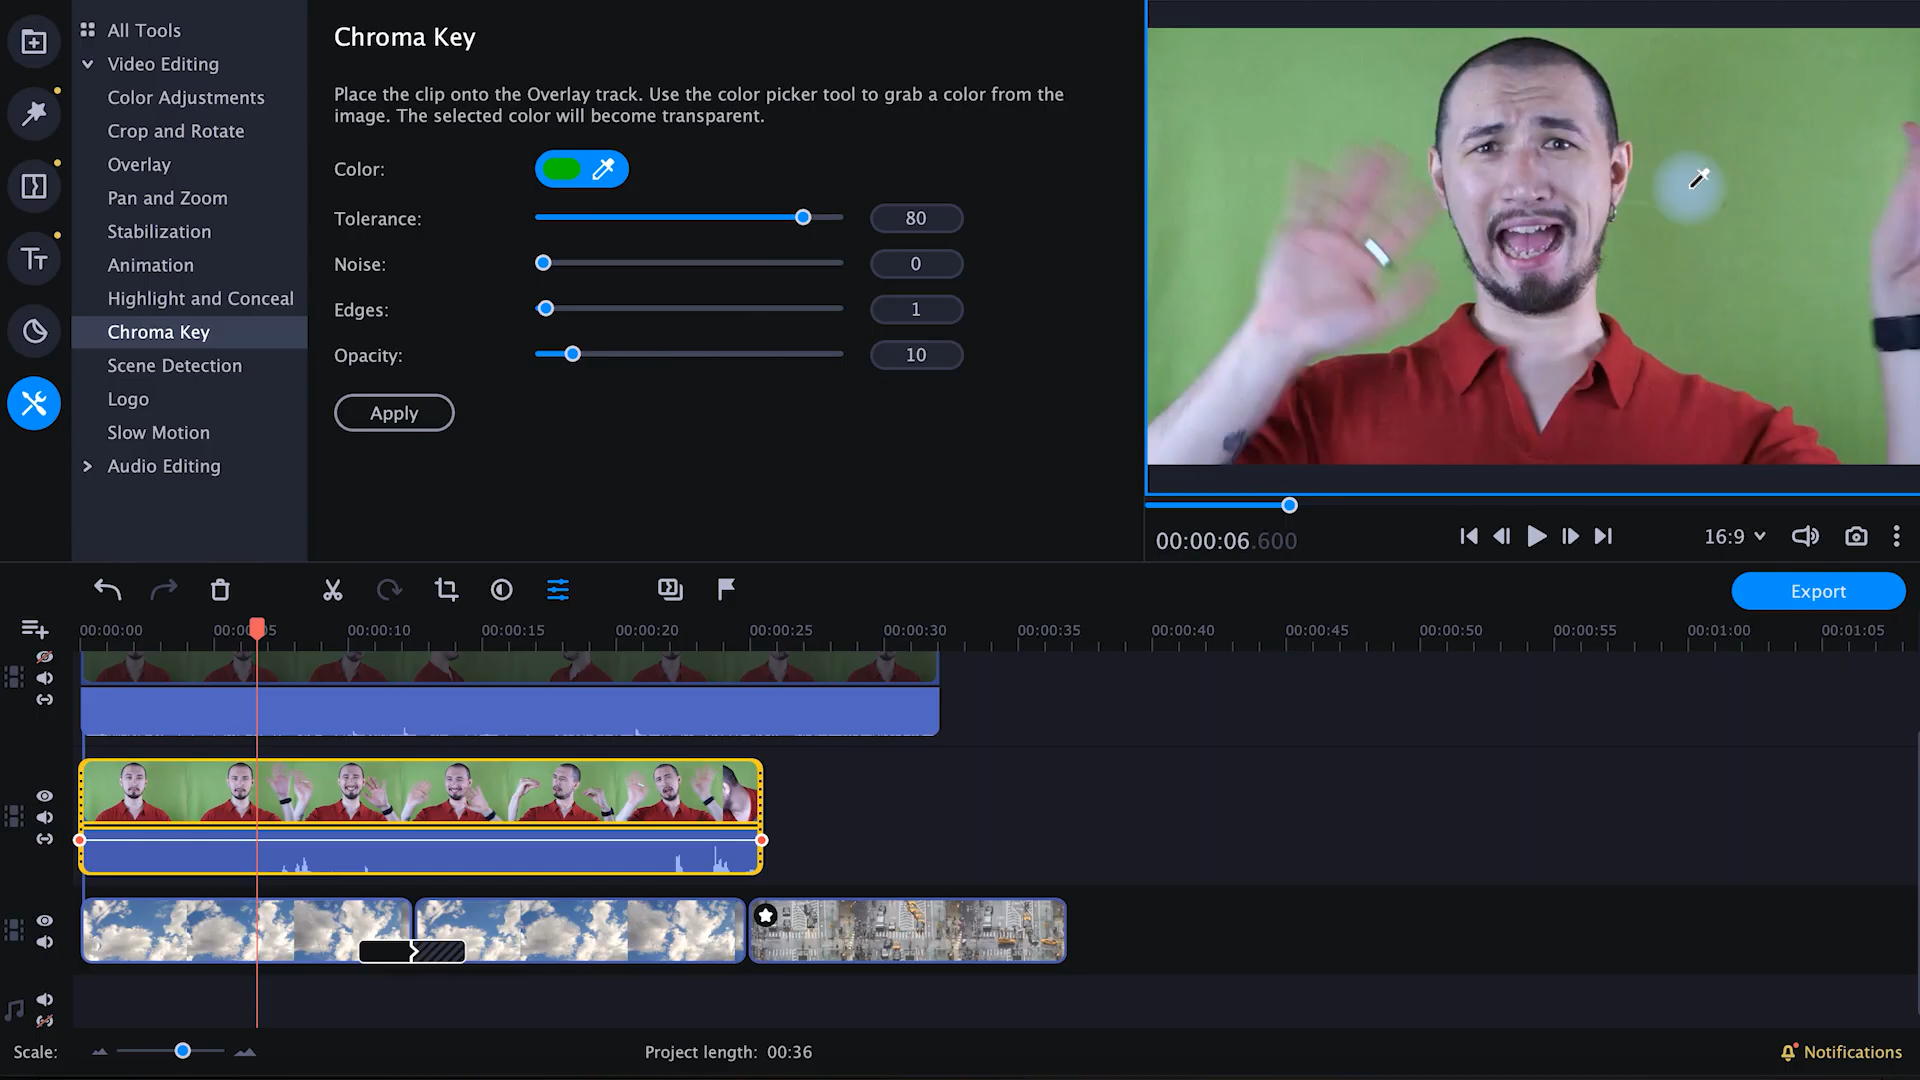 All Tools
Video Editing
Color Adjustments
Crop and Rotate
Overlay
Pan and Zoom
Stabilization
Animation
Highlight and Conceal
Chroma Key
Scene Detection
Logo
Slow Motion
Audio Editing
Chroma Key
Place the clip onto the Overlay track. Use the color picker tool to grab a color from the
image. The selected color will become transparent.
Color:
Tolerance: 80
Noise: 0
Edges: 1
Opacity: 10
Apply
00:00:06.600
16:9
Export
00:00:00 00:00:05 00:00:10 00:00:15 00:00:20 00:00:25 00:00:30 00:00:35 00:00:40 00:00:45 00:00:50 00:00:55 00:01:00 00:01:05
Scale:
Project length: 00:36
Notifications